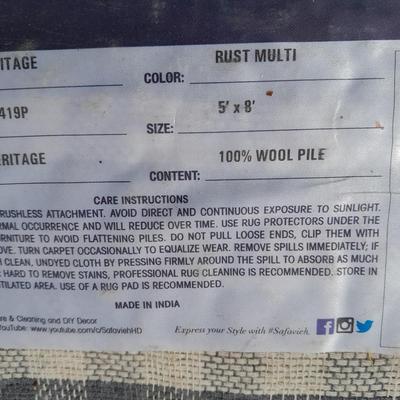 ITAGE
COLOR: RUST MULTI
419P
SIZE: 5' x 8'
ERITAGE
CONTENT: 100% WOOL PILE
CARE INSTRUCTIONS
RUSHLESS ATTACHMENT. AVOID DIRECT AND CONTINUOUS EXPOSURE TO SUNLIGHT.
RMAL OCCURRENCE AND WILL REDUCE OVER TIME. USE RUG PROTECTORS UNDER THE
RNITURE TO AVOID FLATTENING PILES. DO NOT PULL LOOSE ENDS, CLIP THEM WITH
OVE. TURN CARPET OCCASIONALLY TO EQUALIZE WEAR. REMOVE SPILLS IMMEDIATELY; IF
H CLEAN, UNDYED CLOTH BY PRESSING FIRMLY AROUND THE SPILL TO ABSORB AS MUCH
HARD TO REMOVE STAINS, PROFESSIONAL RUG CLEANING IS RECOMMENDED. STORE IN
TILATED AREA. USE OF A RUG PAD IS RECOMMENDED.
MADE IN INDIA
re & Cleaning and DIY Decor
YouTube: www.youtube.com/c/SafaviehHD
Express your Style with #Safavieh.